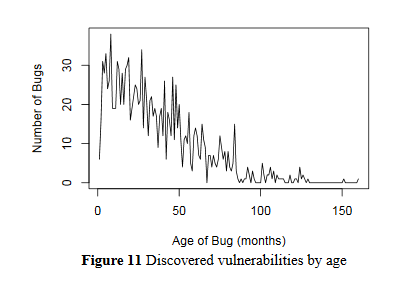 Number of Bugs
30
20
10
0
0
50
100
150
Age of Bug (months)
Figure 11 Discovered vulnerabilities by age